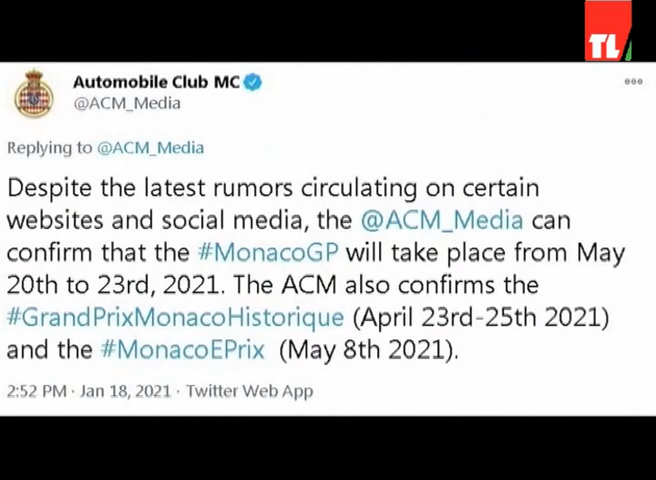 TL
Automobile Club MC
@ACM_Media
Replying to @ACM_Media
Despite the latest rumors circulating on certain
websites and social media, the @ACM_Media can
confirm that the #MonacoGP will take place from May
20th to 23rd, 2021. The ACM also confirms the
#GrandPrixMonacoHistorique (April 23rd-25th 2021)
and the #MonacoEPrix (May 8th 2021).
2:52 PM · Jan 18, 2021 · Twitter Web App